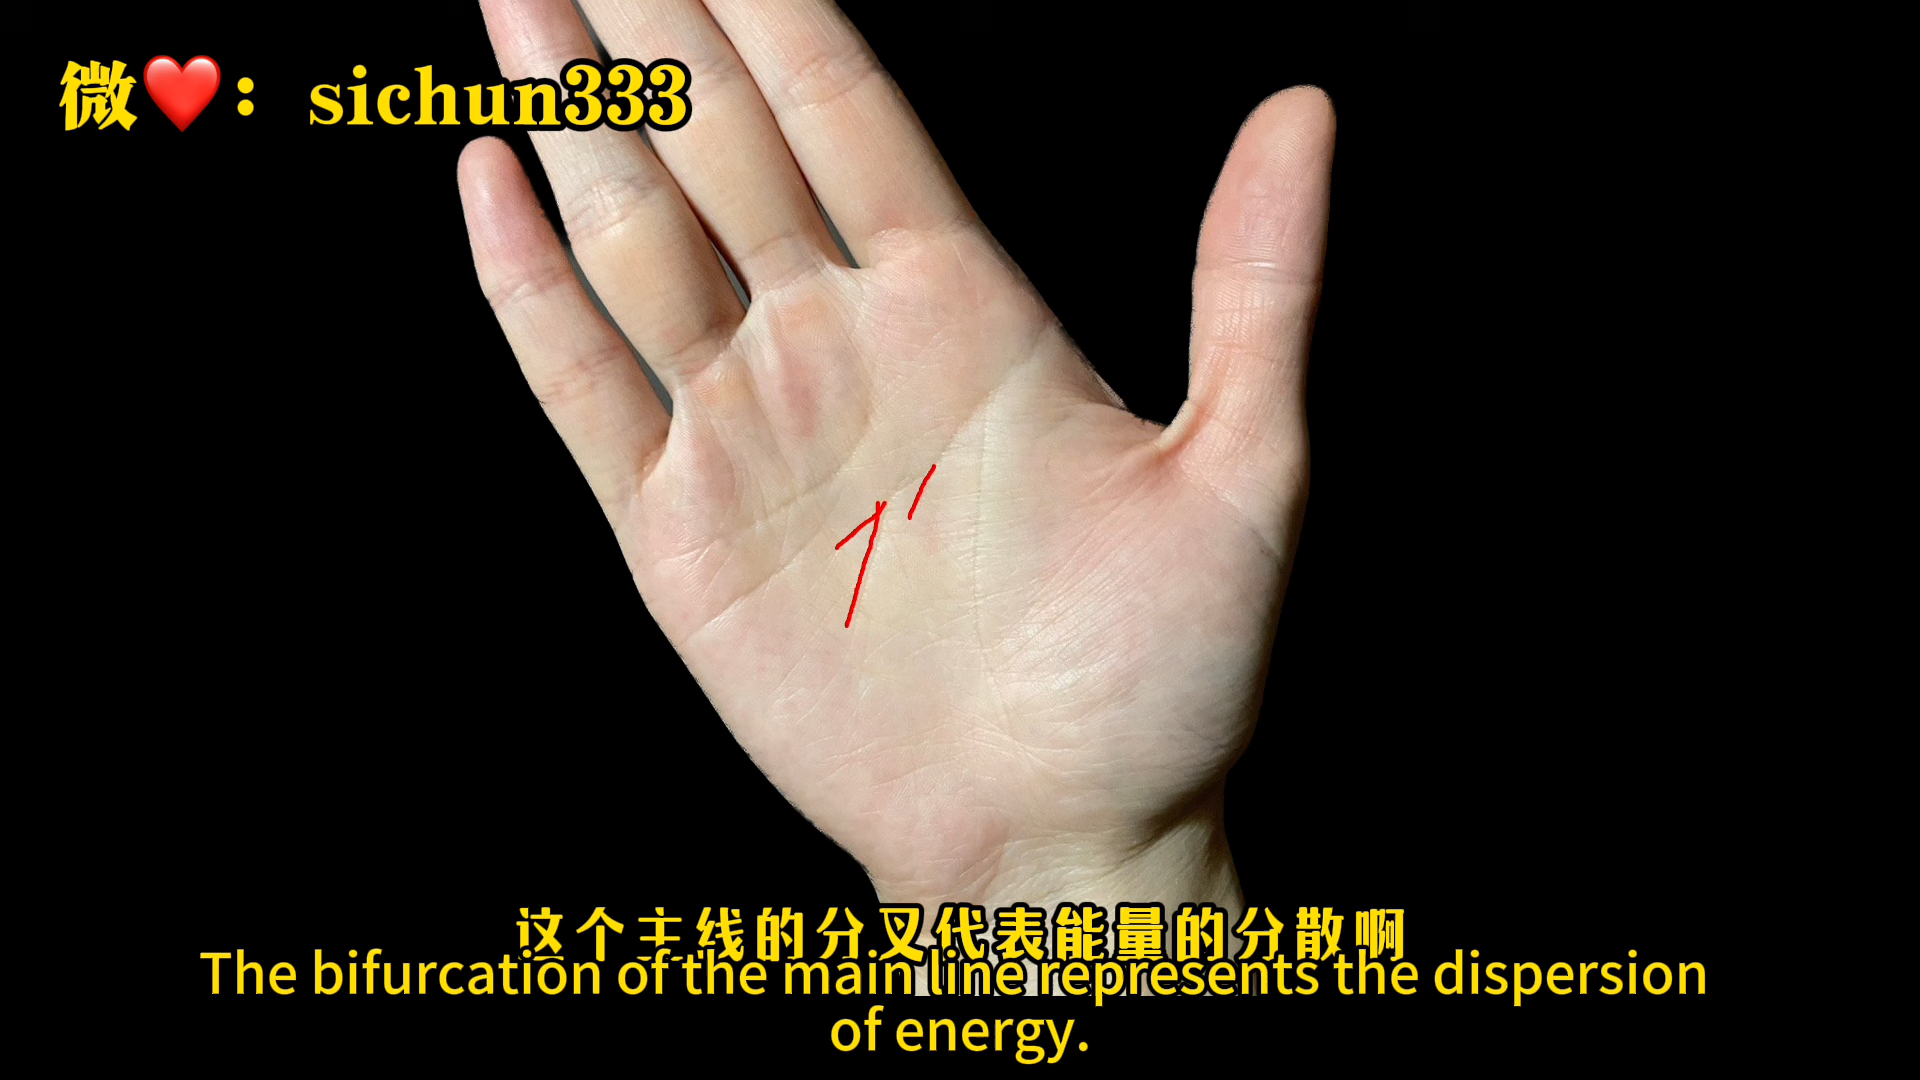 微❤️：sichun333
这个主线的分叉代表能量的分散啊
The bifurcation of the main line represents the dispersion
of energy.